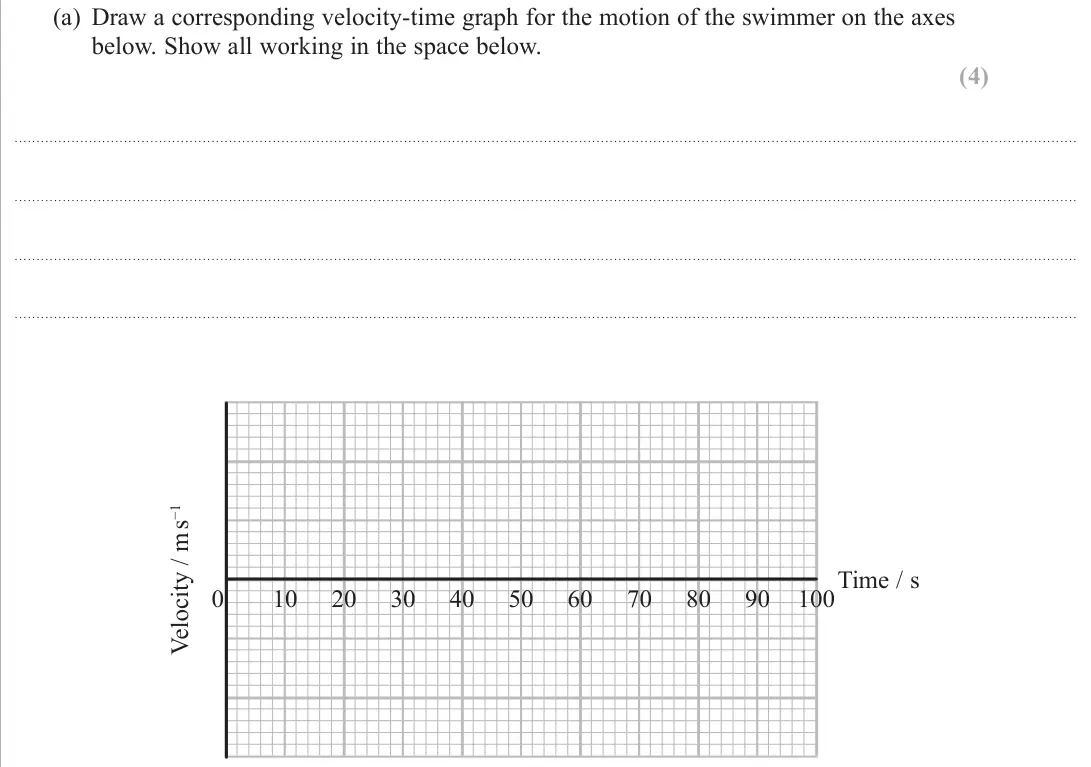 (a) Draw a corresponding velocity-time graph for the motion of the swimmer on the axes
below. Show all working in the space below.
(4)
Velocity / m s⁻¹
0 10 20 30 40 50 60 70 80 90 100
Time / s